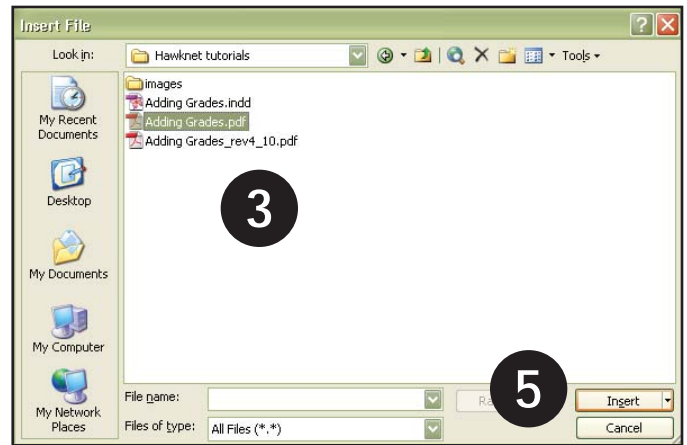 Insert File
Look in:
Hawknet tutorials
Tools
My Recent
Documents
Desktop
My Documents
My Computer
My Network
Places
images
Adding Grades.indd
Adding Grades.pdf
Adding Grades_rev4_10.pdf
3
File name:
5
Insert
Files of type:
All Files (*.*)
Cancel